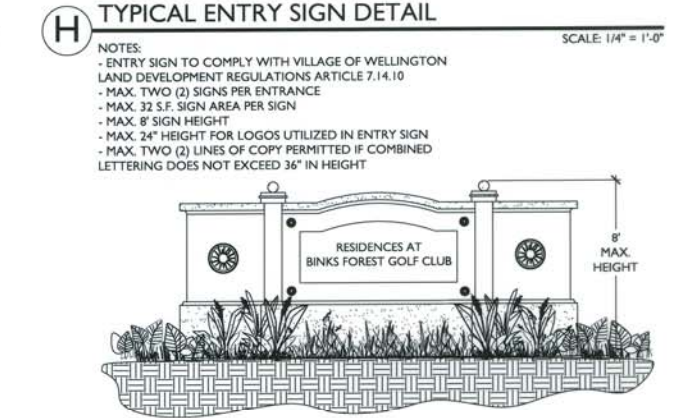 H
TYPICAL ENTRY SIGN DETAIL
SCALE: 1/4" = 1'-0"
NOTES:
- ENTRY SIGN TO COMPLY WITH VILLAGE OF WELLINGTON
LAND DEVELOPMENT REGULATIONS ARTICLE 7.14.10
- MAX. TWO (2) SIGNS PER ENTRANCE
- MAX. 32 S.F. SIGN AREA PER SIGN
- MAX. 8' SIGN HEIGHT
- MAX. 24" HEIGHT FOR LOGOS UTILIZED IN ENTRY SIGN
- MAX. TWO (2) LINES OF COPY PERMITTED IF COMBINED
LETTERING DOES NOT EXCEED 36" IN HEIGHT
RESIDENCES AT
BINKS FOREST GOLF CLUB
8'
MAX.
HEIGHT